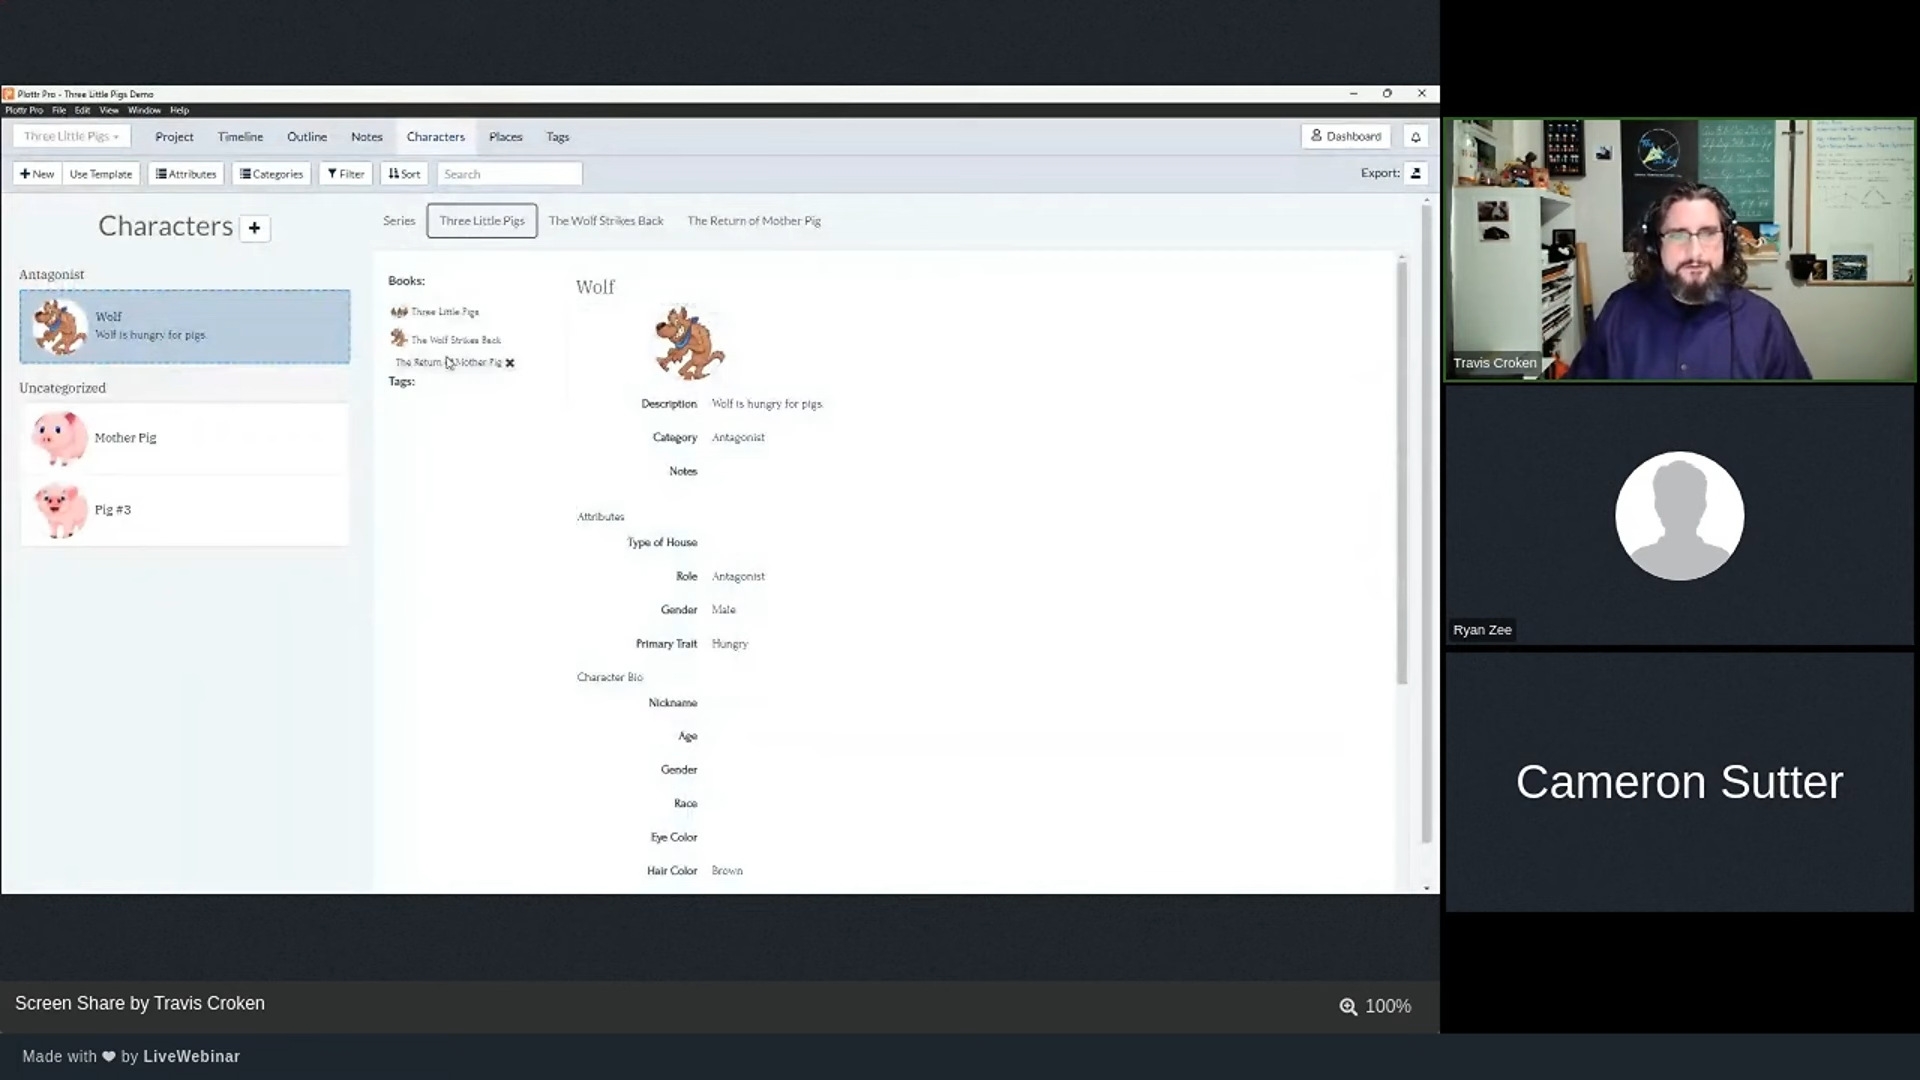 Plottr Pro - Three Little Pigs Demo
Plottr Pro File Edit View Window Help
Three Little Pigs
Project
Timeline
Outline
Notes
Characters
Places
Tags
Dashboard
New
Use Template
Attributes
Categories
Filter
Sort
Search
Export:
Characters
Series
Three Little Pigs
The Wolf Strikes Back
The Return of Mother Pig
Antagonist
Wolf
Wolf is hungry for pigs.
Uncategorized
Mother Pig
Pig #3
Books:
Three Little Pigs
The Wolf Strikes Back
The Return of Mother Pig
Tags:
Wolf
Description Wolf is hungry for pigs.
Category Antagonist
Notes
Attributes
Type of House
Role Antagonist
Gender Male
Primary Trait Hungry
Character Bio
Nickname
Age
Gender
Race
Eye Color
Hair Color Brown
Travis Croken
Ryan Zee
Cameron Sutter
Screen Share by Travis Croken
100%
Made with ❤ by LiveWebinar